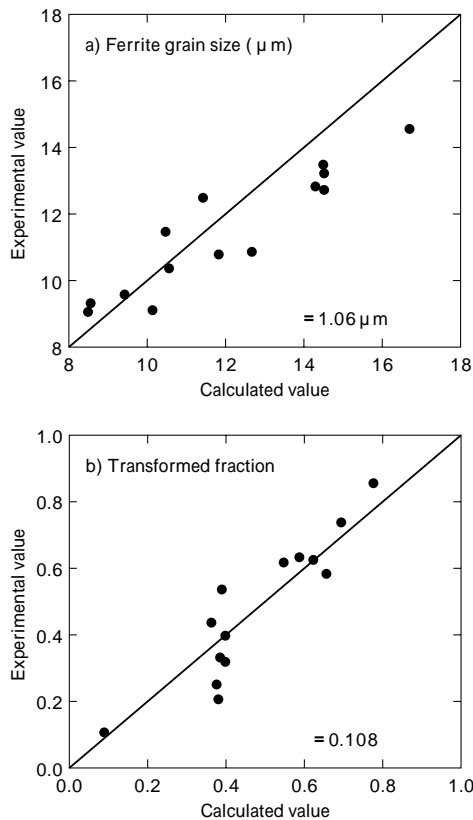 18
a) Ferrite grain size ( μm)
16
14
12
10
= 1.06 μm
8
8 10 12 14 16 18
Experimental value
Calculated value
1.0
b) Transformed fraction
0.8
0.6
0.4
0.2
= 0.108
0.0
0.0 0.2 0.4 0.6 0.8 1.0
Experimental value
Calculated value